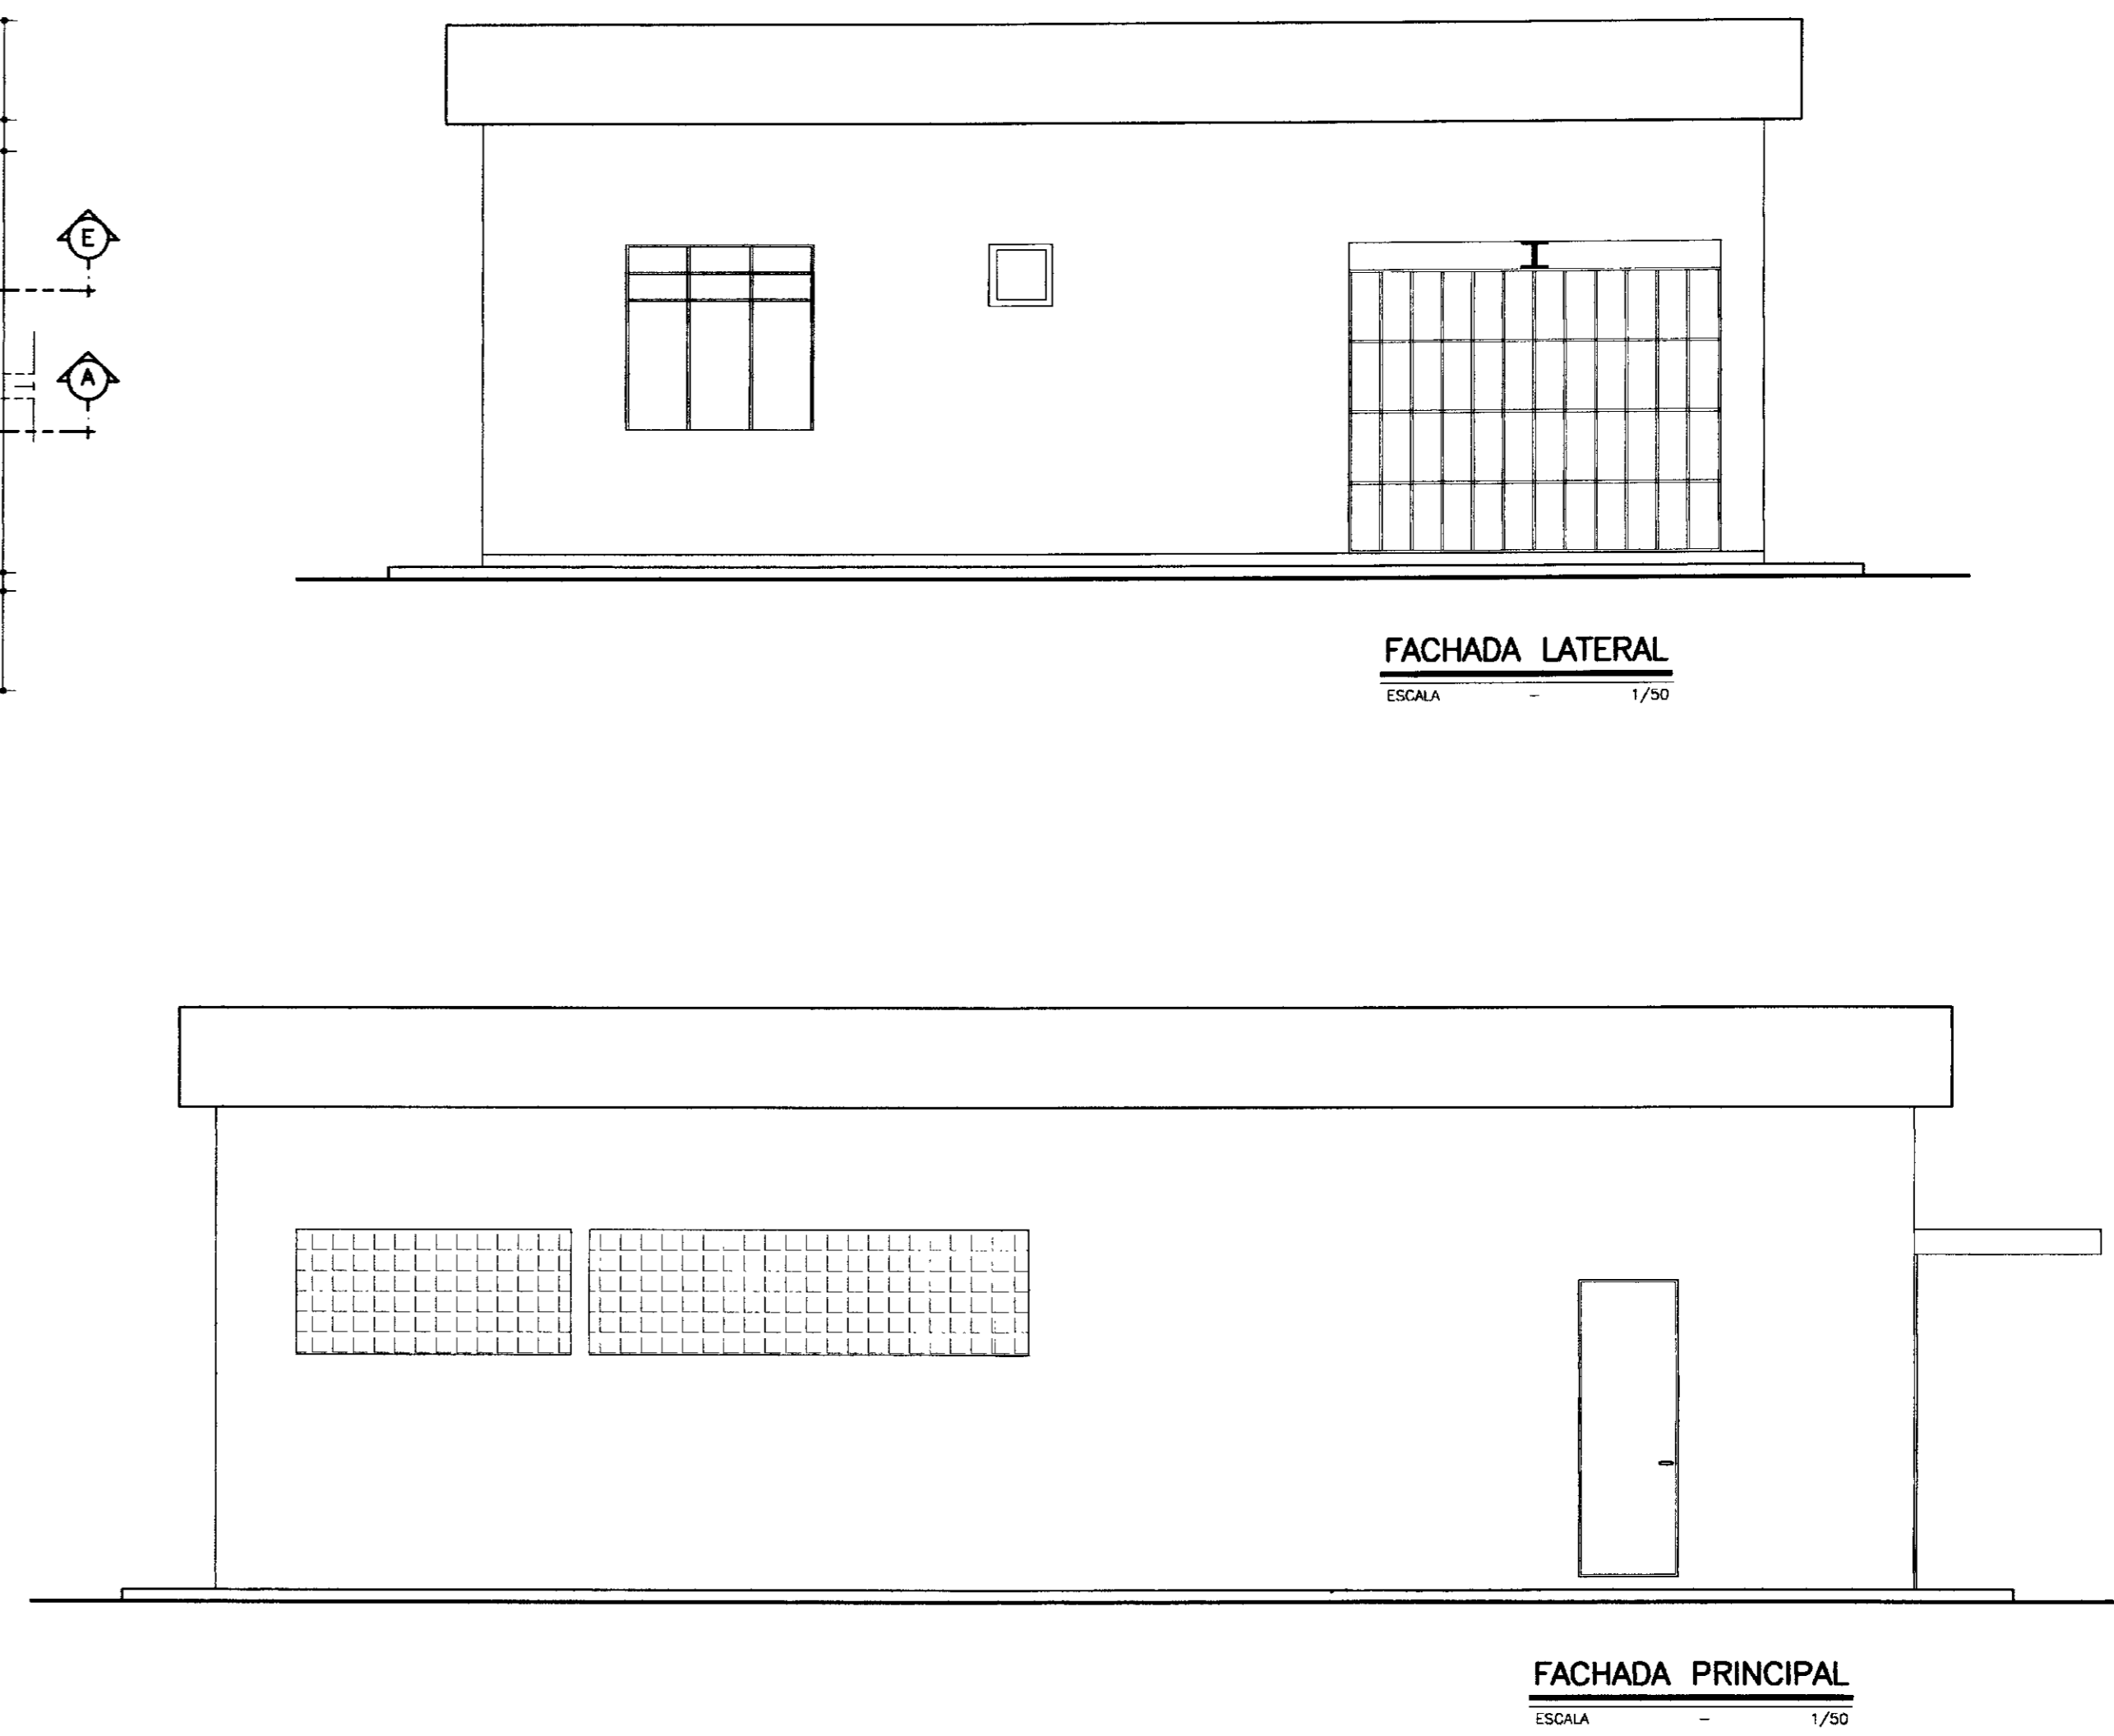 E
A
FACHADA LATERAL
ESCALA - 1/50
FACHADA PRINCIPAL
ESCALA - 1/50